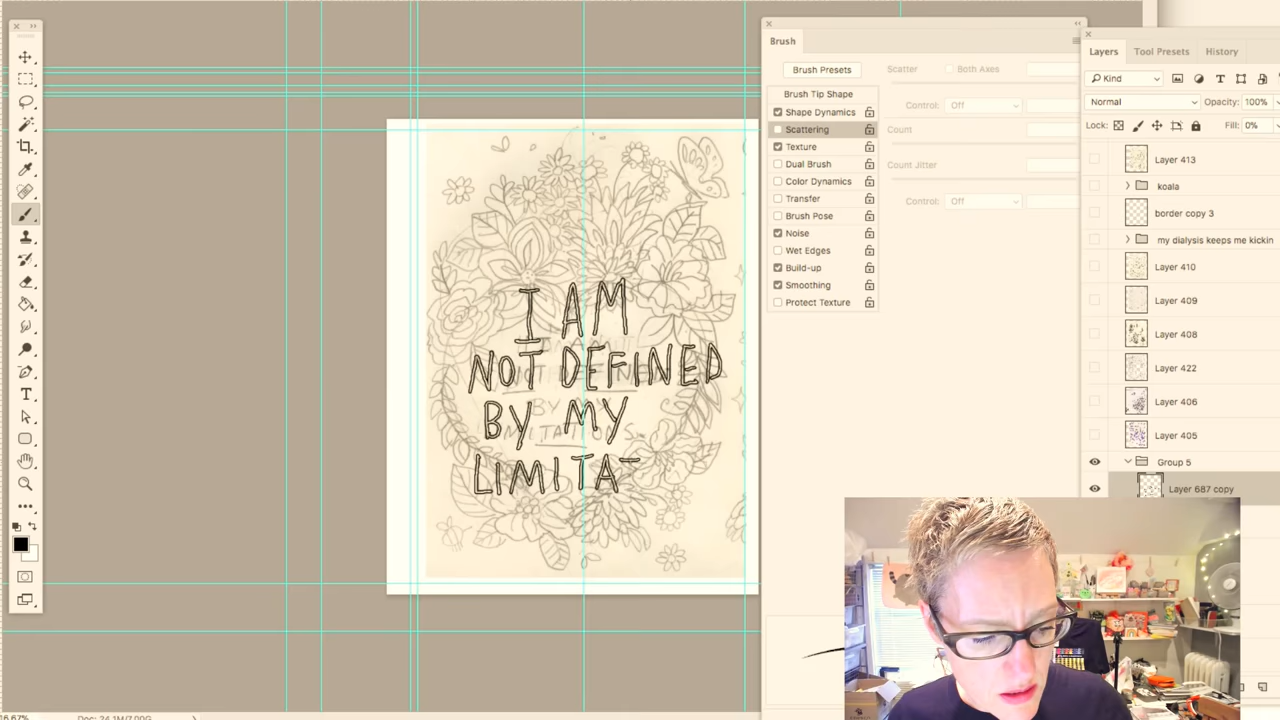 Brush
Brush Presets
Brush Tip Shape
Shape Dynamics
Scattering
Texture
Dual Brush
Color Dynamics
Transfer
Brush Pose
Noise
Wet Edges
Build-up
Smoothing
Protect Texture
Scatter
Both Axes
Control: Off
Count
Count Jitter
Control: Off
Layers Tool Presets History
Kind
Normal Opacity: 100%
Lock: Fill: 0%
Layer 413
koala
border copy 3
my dialysis keeps me kickin
Layer 410
Layer 409
Layer 408
Layer 422
Layer 406
Layer 405
Group 5
Layer 687 copy
I AM
NOT DEFINED
BY MY
LIMITAT